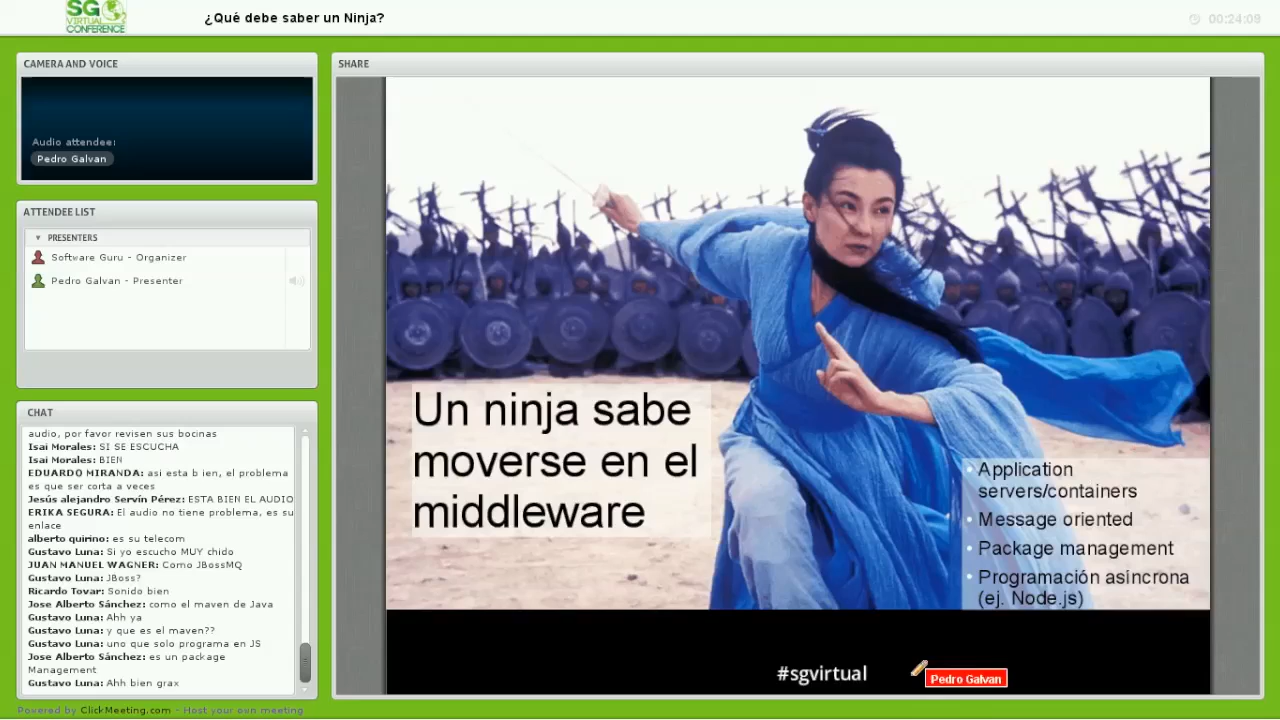 SG
VIRTUAL
CONFERENCE
¿Qué debe saber un Ninja?
00:24:09
CAMERA AND VOICE
Audio attendee:
Pedro Galvan
ATTENDEE LIST
PRESENTERS
Software Guru - Organizer
Pedro Galvan - Presenter
CHAT
audio, por favor revisen sus bocinas
Isai Morales: SI SE ESCUCHA
Isai Morales: BIEN
EDUARDO MIRANDA: asi esta b ien, el problema
es que ser corta a veces
Jesús alejandro Servín Pérez: ESTA BIEN EL AUDIO
ERIKA SEGURA: El audio no tiene problema, es su
enlace
alberto quirino: es su telecom
Gustavo Luna: Si yo escucho MUY chido
JUAN MANUEL WAGNER: Como JBossMQ
Gustavo Luna: JBoss?
Ricardo Tovar: Sonido bien
Jose Alberto Sánchez: como el maven de Java
Gustavo Luna: Ahh ya
Gustavo Luna: y que es el maven??
Gustavo Luna: uno que solo programa en JS
Jose Alberto Sánchez: es un package
Management
Gustavo Luna: Ahh bien grax
SHARE
Un ninja sabe
moverse en el
middleware
• Application
servers/containers
• Message oriented
• Package management
• Programación asíncrona
(ej. Node.js)
#sgvirtual
Pedro Galvan
Powered by ClickMeeting.com - Host your own meeting